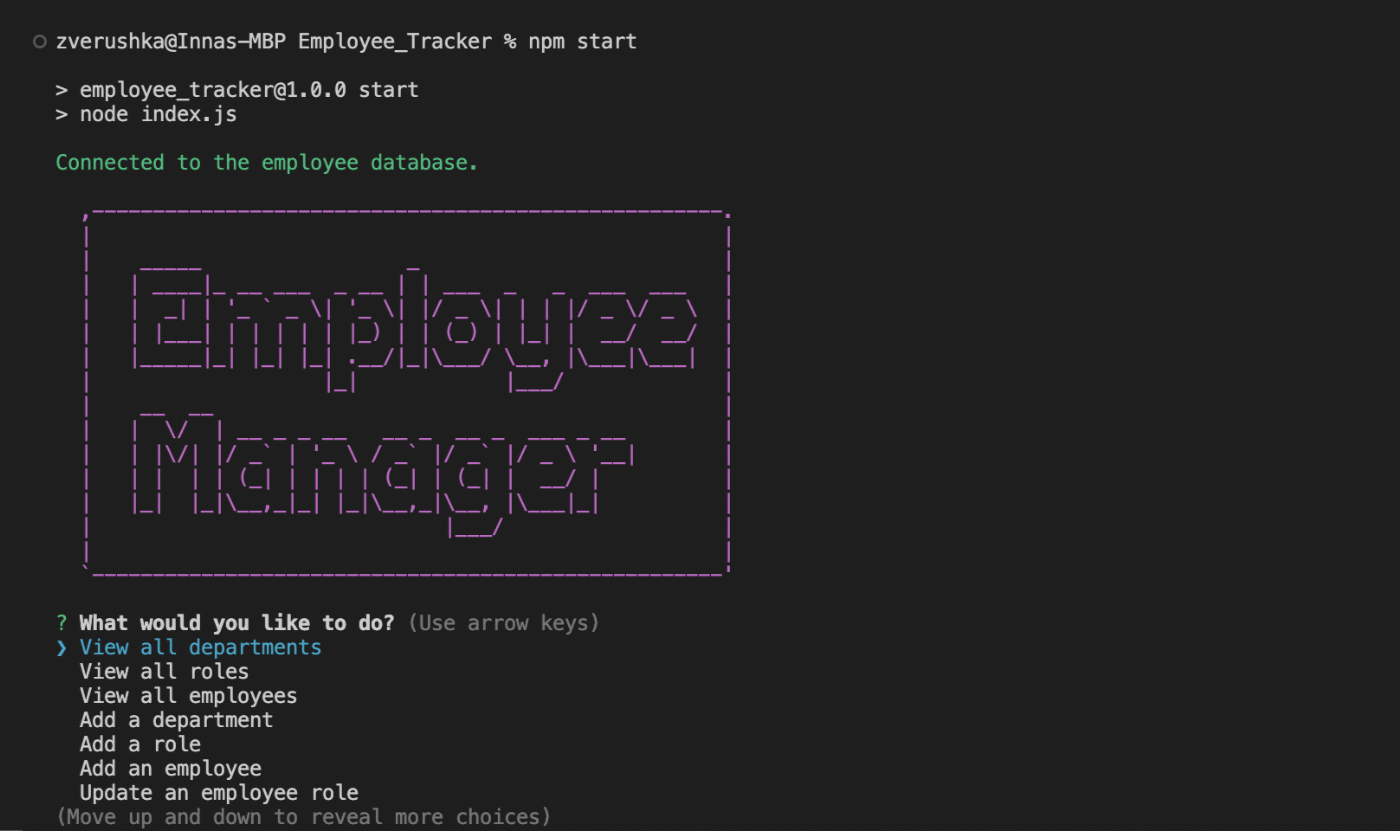 zverushka@Innas-MBP Employee_Tracker % npm start
> employee_tracker@1.0.0 start
> node index.js
Connected to the employee database.
Employee
Manager
? What would you like to do? (Use arrow keys)
❯ View all departments
View all roles
View all employees
Add a department
Add a role
Add an employee
Update an employee role
(Move up and down to reveal more choices)